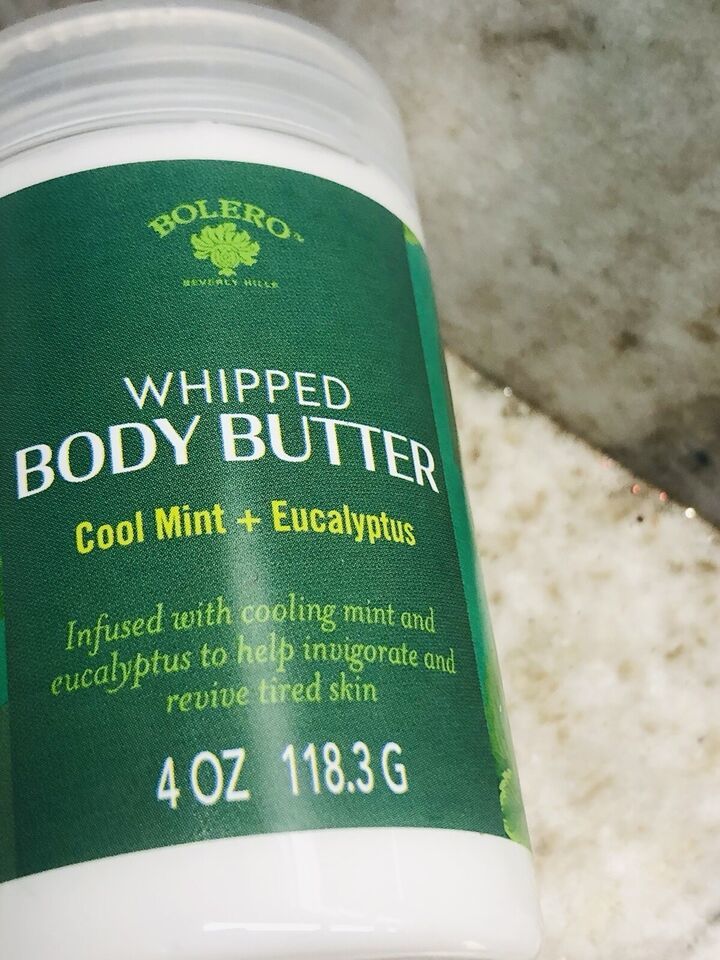 BOLERO™
BEVERLY HILLS
WHIPPED
BODY BUTTER
Cool Mint + Eucalyptus
Infused with cooling mint and
eucalyptus to help invigorate and
revive tired skin
4 OZ 118.3 G